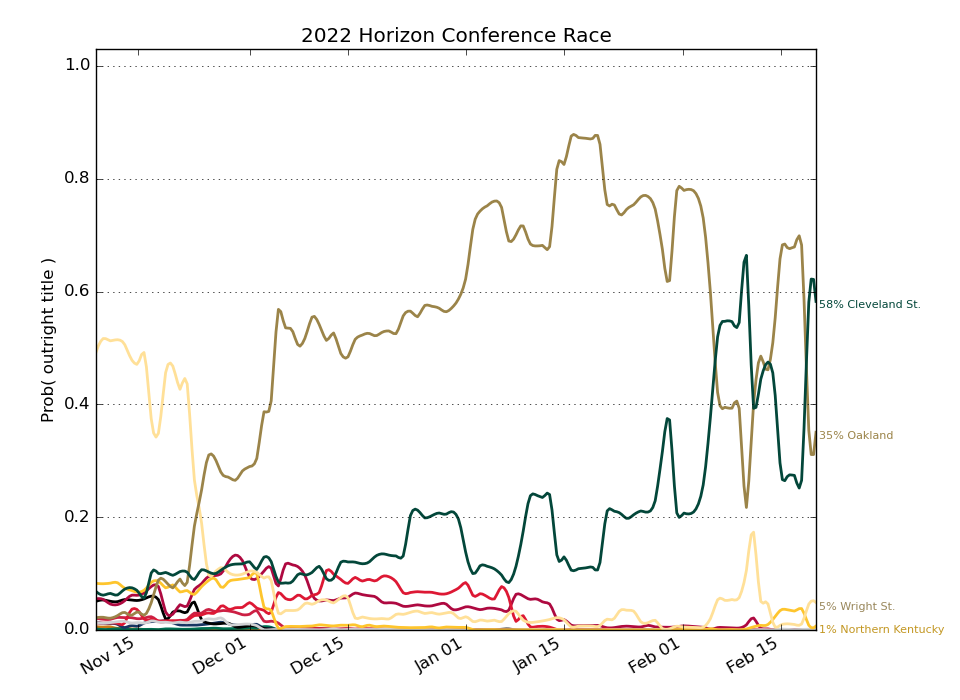 2022 Horizon Conference Race
Prob( outright title )
1.0
0.8
0.6
0.4
0.2
0.0
Nov 15
Dec 01
Dec 15
Jan 01
Jan 15
Feb 01
Feb 15
58% Cleveland St.
35% Oakland
5% Wright St.
1% Northern Kentucky